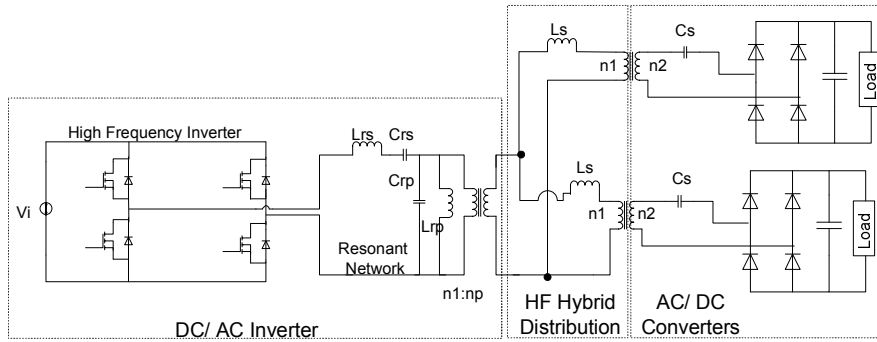 Ls
Cs
n1
n2
Load
High Frequency Inverter
Lrs
Crs
Crp
Lrp
Vi
Resonant
Network
n1:np
Ls
Cs
n1
n2
Load
DC/ AC Inverter
HF Hybrid
Distribution
AC/ DC
Converters